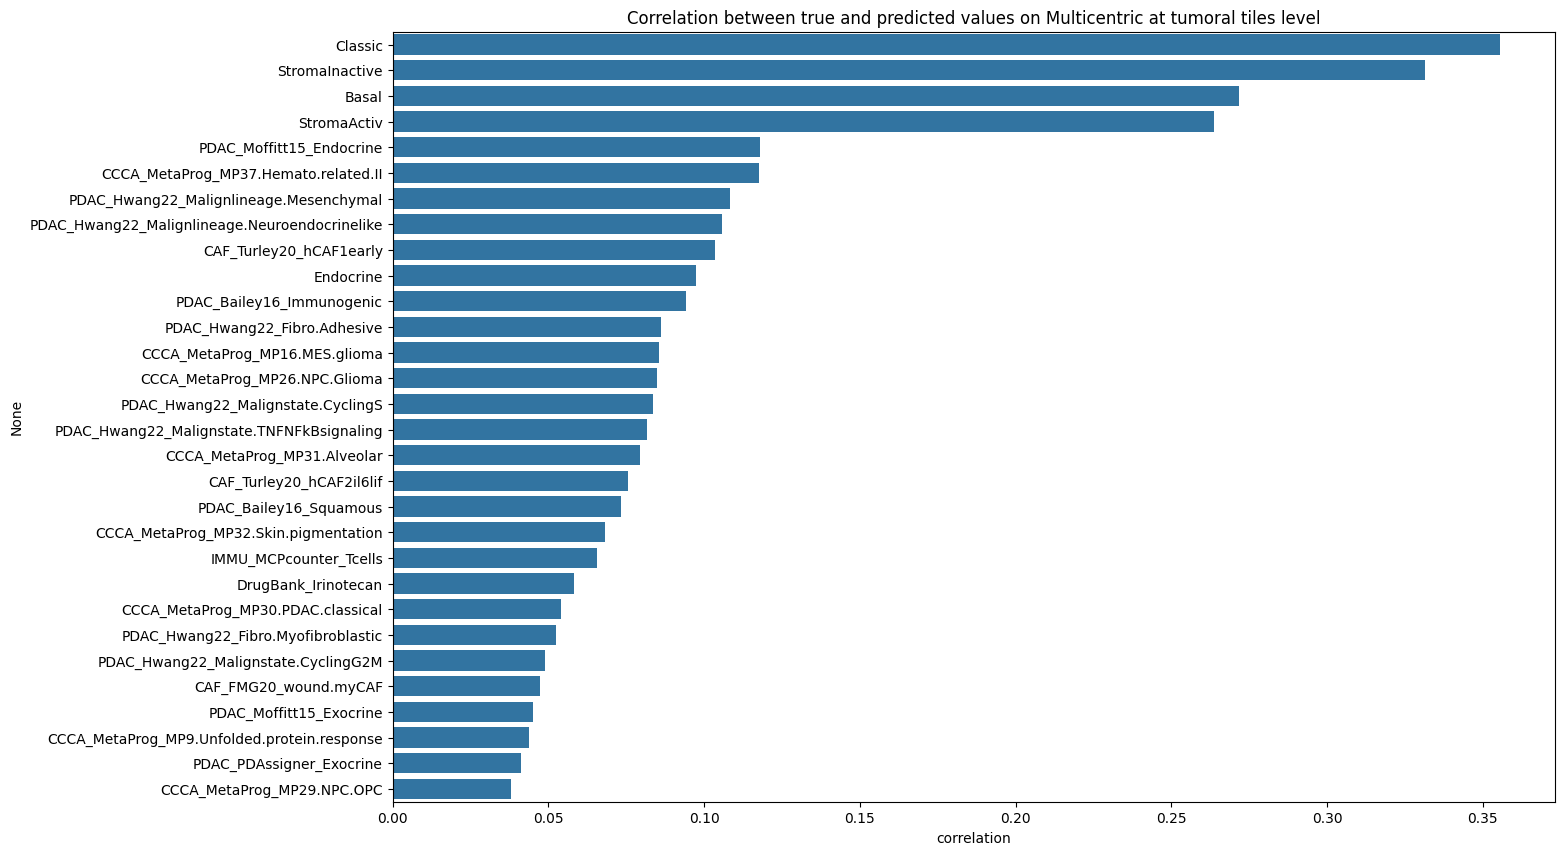 Correlation between true and predicted values on Multicentric at tumoral tiles level
Classic
StromaInactive
Basal
StromaActiv
PDAC_Moffitt15_Endocrine
CCCA_MetaProg_MP37.Hemato.related.II
PDAC_Hwang22_Malignlineage.Mesenchymal
PDAC_Hwang22_Malignlineage.Neuroendocrinelike
CAF_Turley20_hCAF1early
Endocrine
PDAC_Bailey16_Immunogenic
PDAC_Hwang22_Fibro.Adhesive
CCCA_MetaProg_MP16.MES.glioma
CCCA_MetaProg_MP26.NPC.Glioma
PDAC_Hwang22_Malignstate.CyclingS
PDAC_Hwang22_Malignstate.TNFNFkBsignaling
CCCA_MetaProg_MP31.Alveolar
CAF_Turley20_hCAF2il6lif
PDAC_Bailey16_Squamous
CCCA_MetaProg_MP32.Skin.pigmentation
IMMU_MCPcounter_Tcells
DrugBank_Irinotecan
CCCA_MetaProg_MP30.PDAC.classical
PDAC_Hwang22_Fibro.Myofibroblastic
PDAC_Hwang22_Malignstate.CyclingG2M
CAF_FMG20_wound.myCAF
PDAC_Moffitt15_Exocrine
CCCA_MetaProg_MP9.Unfolded.protein.response
PDAC_PDAssigner_Exocrine
CCCA_MetaProg_MP29.NPC.OPC
None
0.00 0.05 0.10 0.15 0.20 0.25 0.30 0.35
correlation